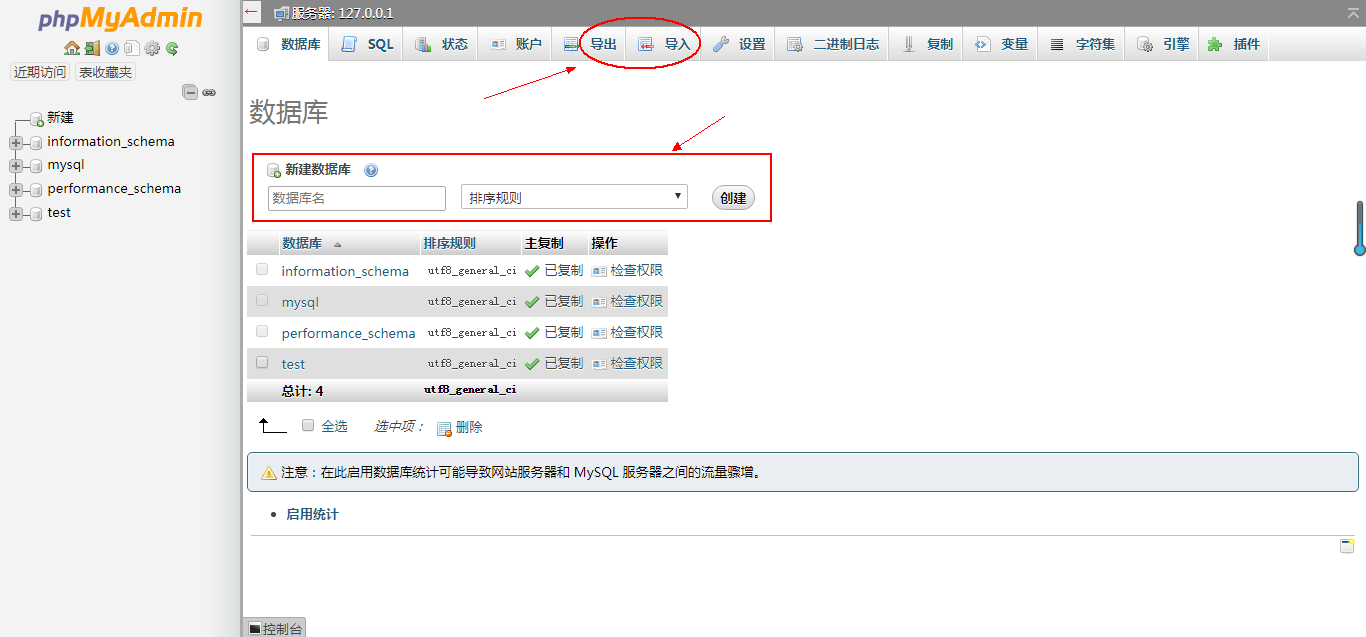 phpMyAdmin
近期访问 表收藏夹
新建
information_schema
mysql
performance_schema
test
服务器: 127.0.0.1
数据库 SQL 状态 账户 导出 导入 设置 二进制日志 复制 变量 字符集 引擎 插件
数据库
新建数据库
数据库名 排序规则 创建
数据库 排序规则 主复制 操作
information_schema utf8_general_ci 已复制 检查权限
mysql utf8_general_ci 已复制 检查权限
performance_schema utf8_general_ci 已复制 检查权限
test utf8_general_ci 已复制 检查权限
总计: 4 utf8_general_ci
全选 选中项： 删除
注意：在此启用数据库统计可能导致网站服务器和 MySQL 服务器之间的流量骤增。
启用统计
控制台